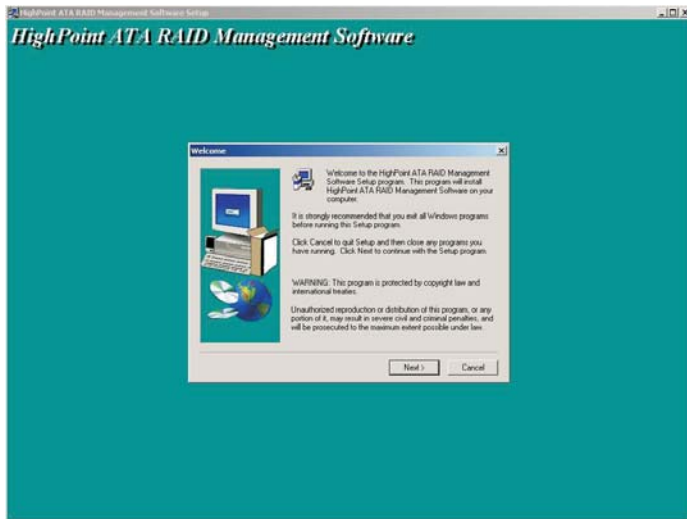 HighPoint ATA RAID Management Software Setup
HighPoint ATA RAID Management Software
Welcome
Welcome to the HighPoint ATA RAID Management
Software Setup program. This program will install
HighPoint ATA RAID Management Software on your
computer.
It is strongly recommended that you exit all Windows programs
before running this Setup program.
Click Cancel to quit Setup and then close any programs you
have running. Click Next to continue with the Setup program.
WARNING: This program is protected by copyright law and
international treaties.
Unauthorized reproduction or distribution of this program, or any
portion of it, may result in severe civil and criminal penalties, and
will be prosecuted to the maximum extent possible under law.
Next >
Cancel